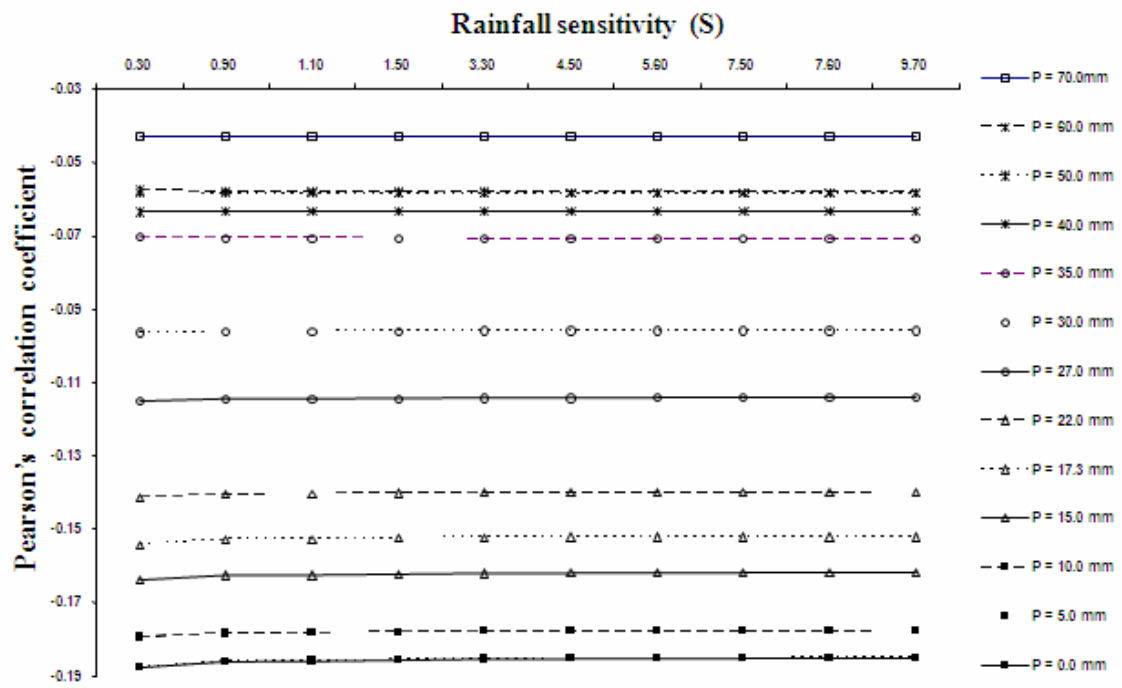 Rainfall sensitivity (S)
0.30 0.90 1.10 1.50 3.30 4.50 5.60 7.50 7.60 9.70
Pearson's correlation coefficient
-0.03
-0.05
-0.07
-0.09
-0.11
-0.13
-0.15
-0.17
-0.19
P = 70.0mm
P = 60.0 mm
P = 50.0 mm
P = 40.0 mm
P = 35.0 mm
P = 30.0 mm
P = 27.0 mm
P = 22.0 mm
P = 17.3 mm
P = 15.0 mm
P = 10.0 mm
P = 5.0 mm
P = 0.0 mm